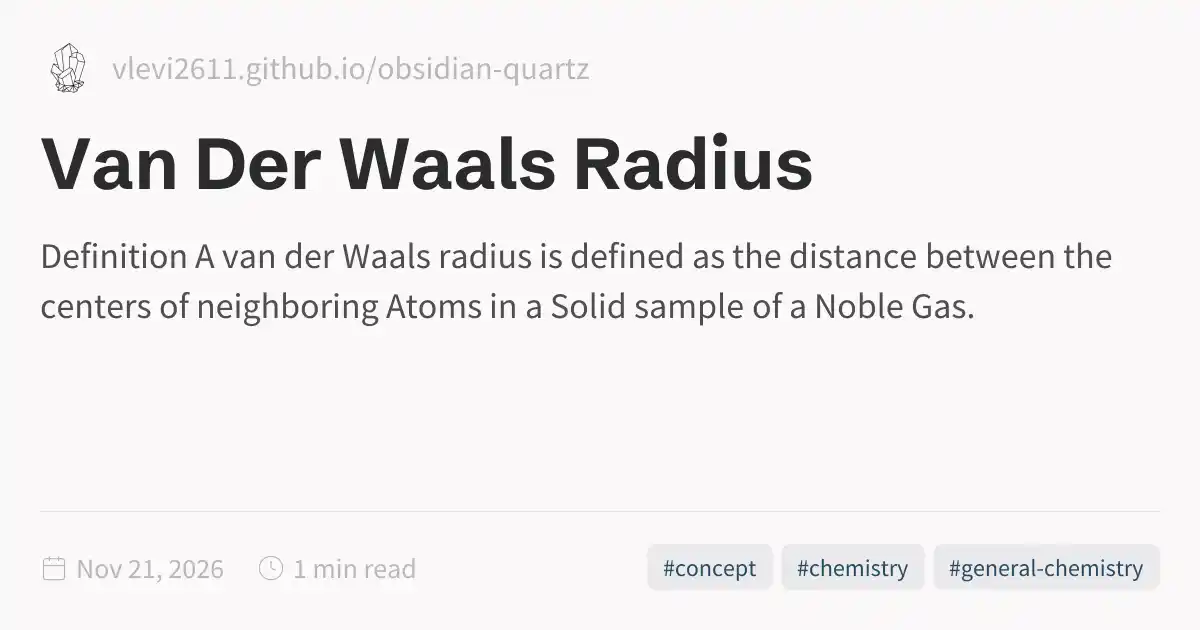 vlevi2611.github.io/obsidian-quartz
Van Der Waals Radius
Definition A van der Waals radius is defined as the distance between the
centers of neighboring Atoms in a Solid sample of a Noble Gas.
Nov 21, 2026 1 min read #concept #chemistry #general-chemistry